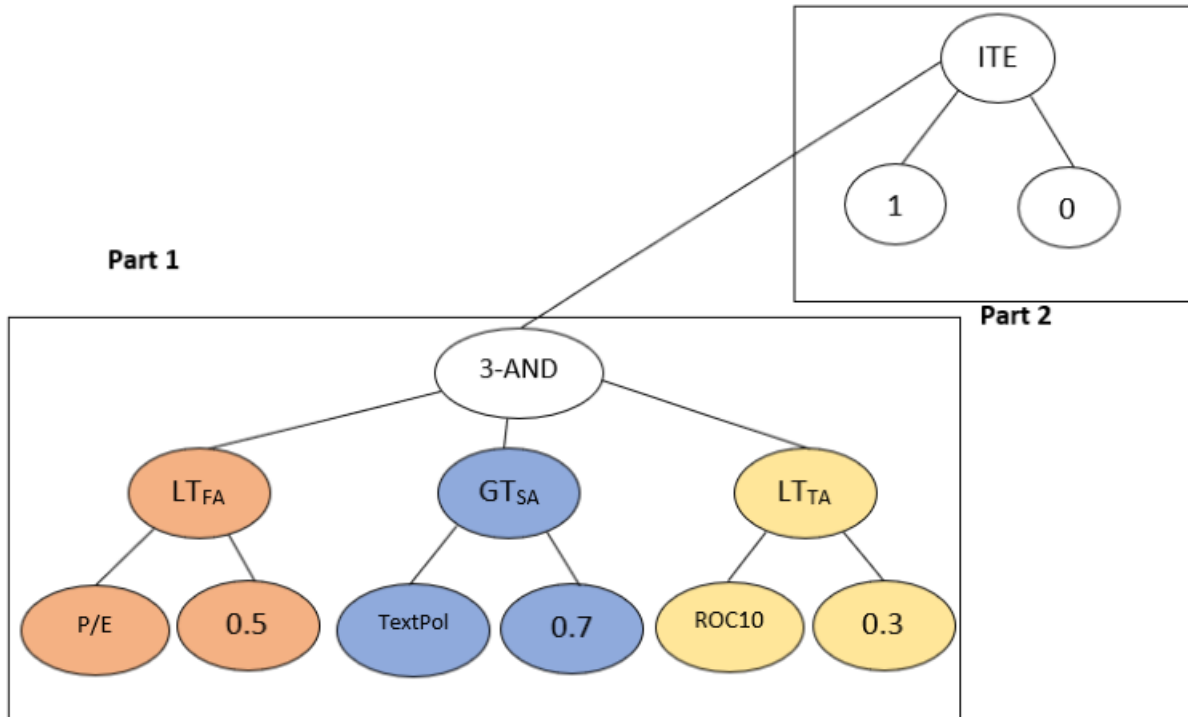 ITE
1
0
Part 1
Part 2
3-AND
LTFA
GTSA
LTTA
P/E
0.5
TextPol
0.7
ROC10
0.3